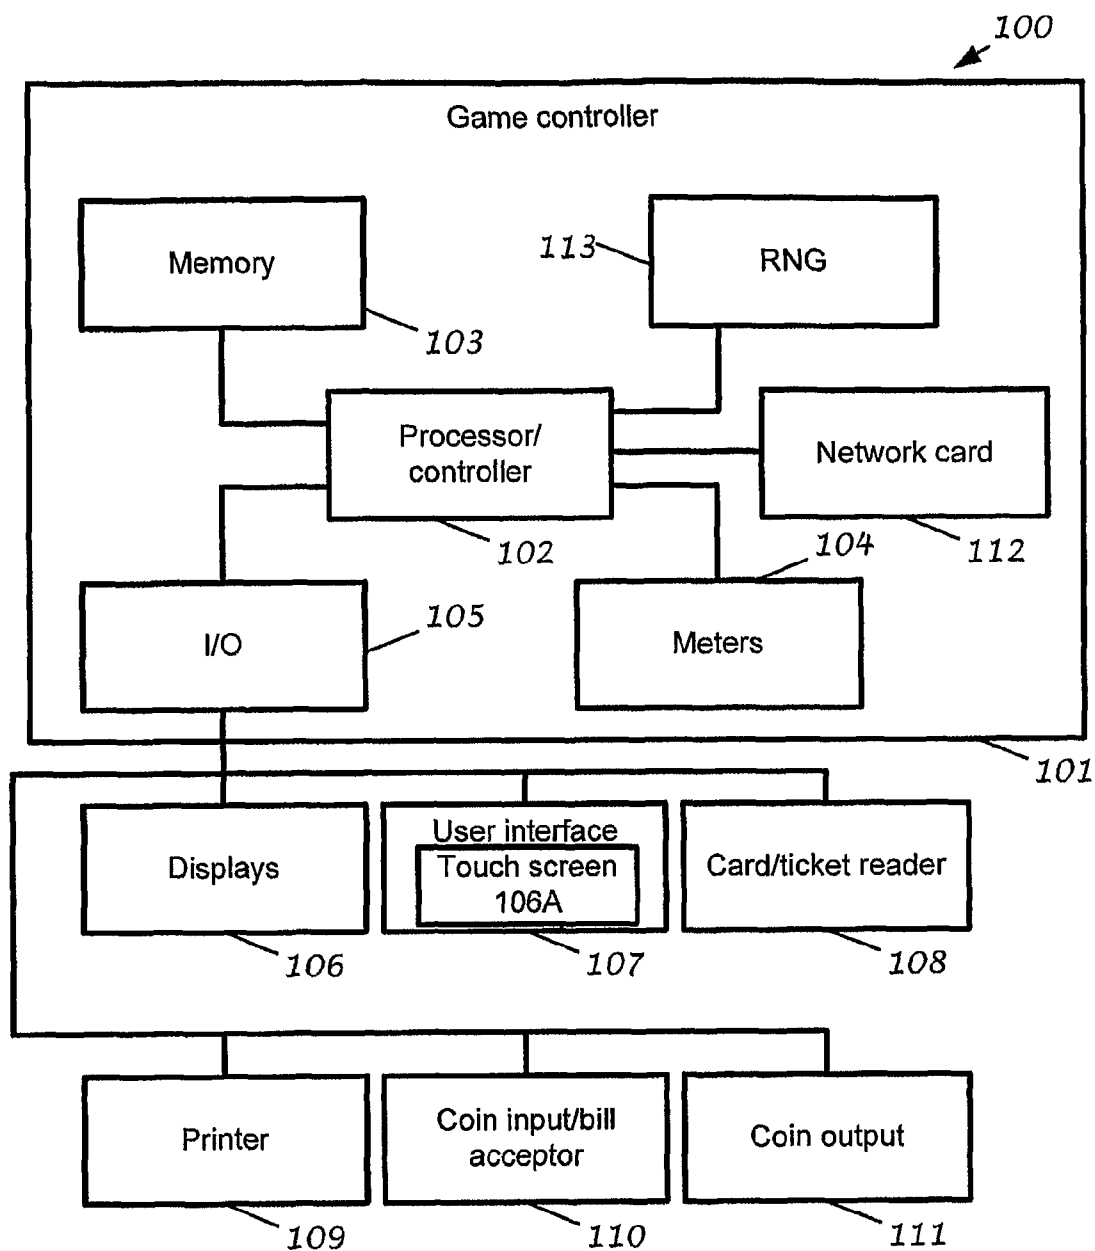 100
Game controller
Memory
113
RNG
103
Processor/
controller
Network card
102
104
112
I/O
105
Meters
101
Displays
User interface
Touch screen
106A
Card/ticket reader
106
107
108
Printer
Coin input/bill
acceptor
Coin output
109
110
111